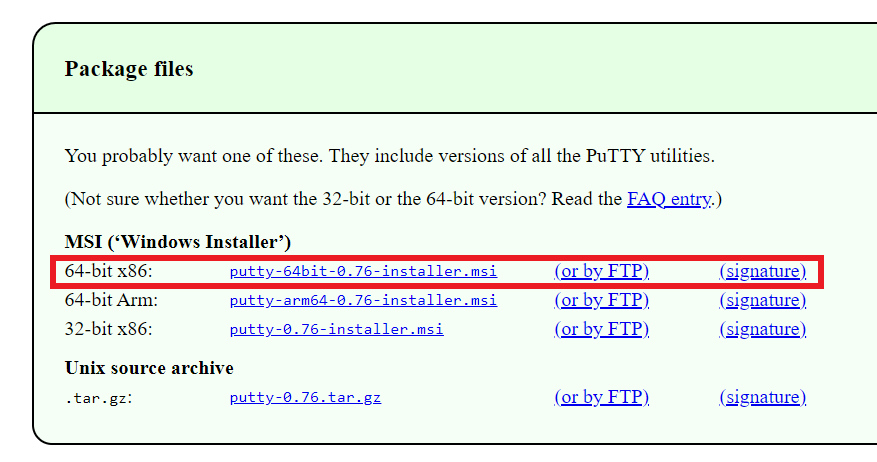 Package files
You probably want one of these. They include versions of all the PuTTY utilities.
(Not sure whether you want the 32-bit or the 64-bit version? Read the FAQ entry.)
MSI (‘Windows Installer’)
64-bit x86: putty-64bit-0.76-installer.msi (or by FTP) (signature)
64-bit Arm: putty-arm64-0.76-installer.msi (or by FTP) (signature)
32-bit x86: putty-0.76-installer.msi (or by FTP) (signature)
Unix source archive
.tar.gz: putty-0.76.tar.gz (or by FTP) (signature)